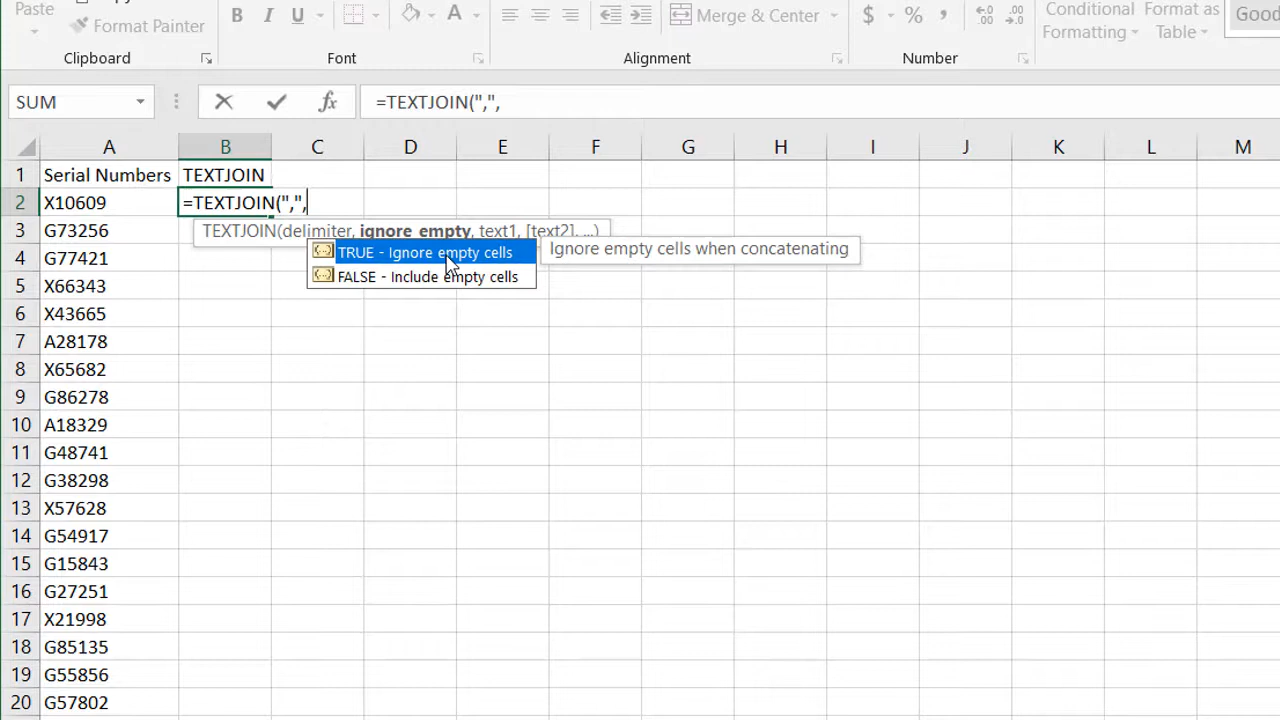 Paste
Format Painter
B I U A
Merge & Center
$ % ,
Conditional Formatting
Format as Table
Clipboard
Font
Alignment
Number
SUM
fx
=TEXTJOIN(",",
A B C D E F G H I J K L M
1 Serial Numbers TEXTJOIN
2 X10609 =TEXTJOIN(",",
3 G73256 TEXTJOIN(delimiter, ignore_empty, text1, [text2], ...)
TRUE - Ignore empty cells Ignore empty cells when concatenating
4 G77421
FALSE - Include empty cells
5 X66343
6 X43665
7 A28178
8 X65682
9 G86278
10 A18329
11 G48741
12 G38298
13 X57628
14 G54917
15 G15843
16 G27251
17 X21998
18 G85135
19 G55856
20 G57802